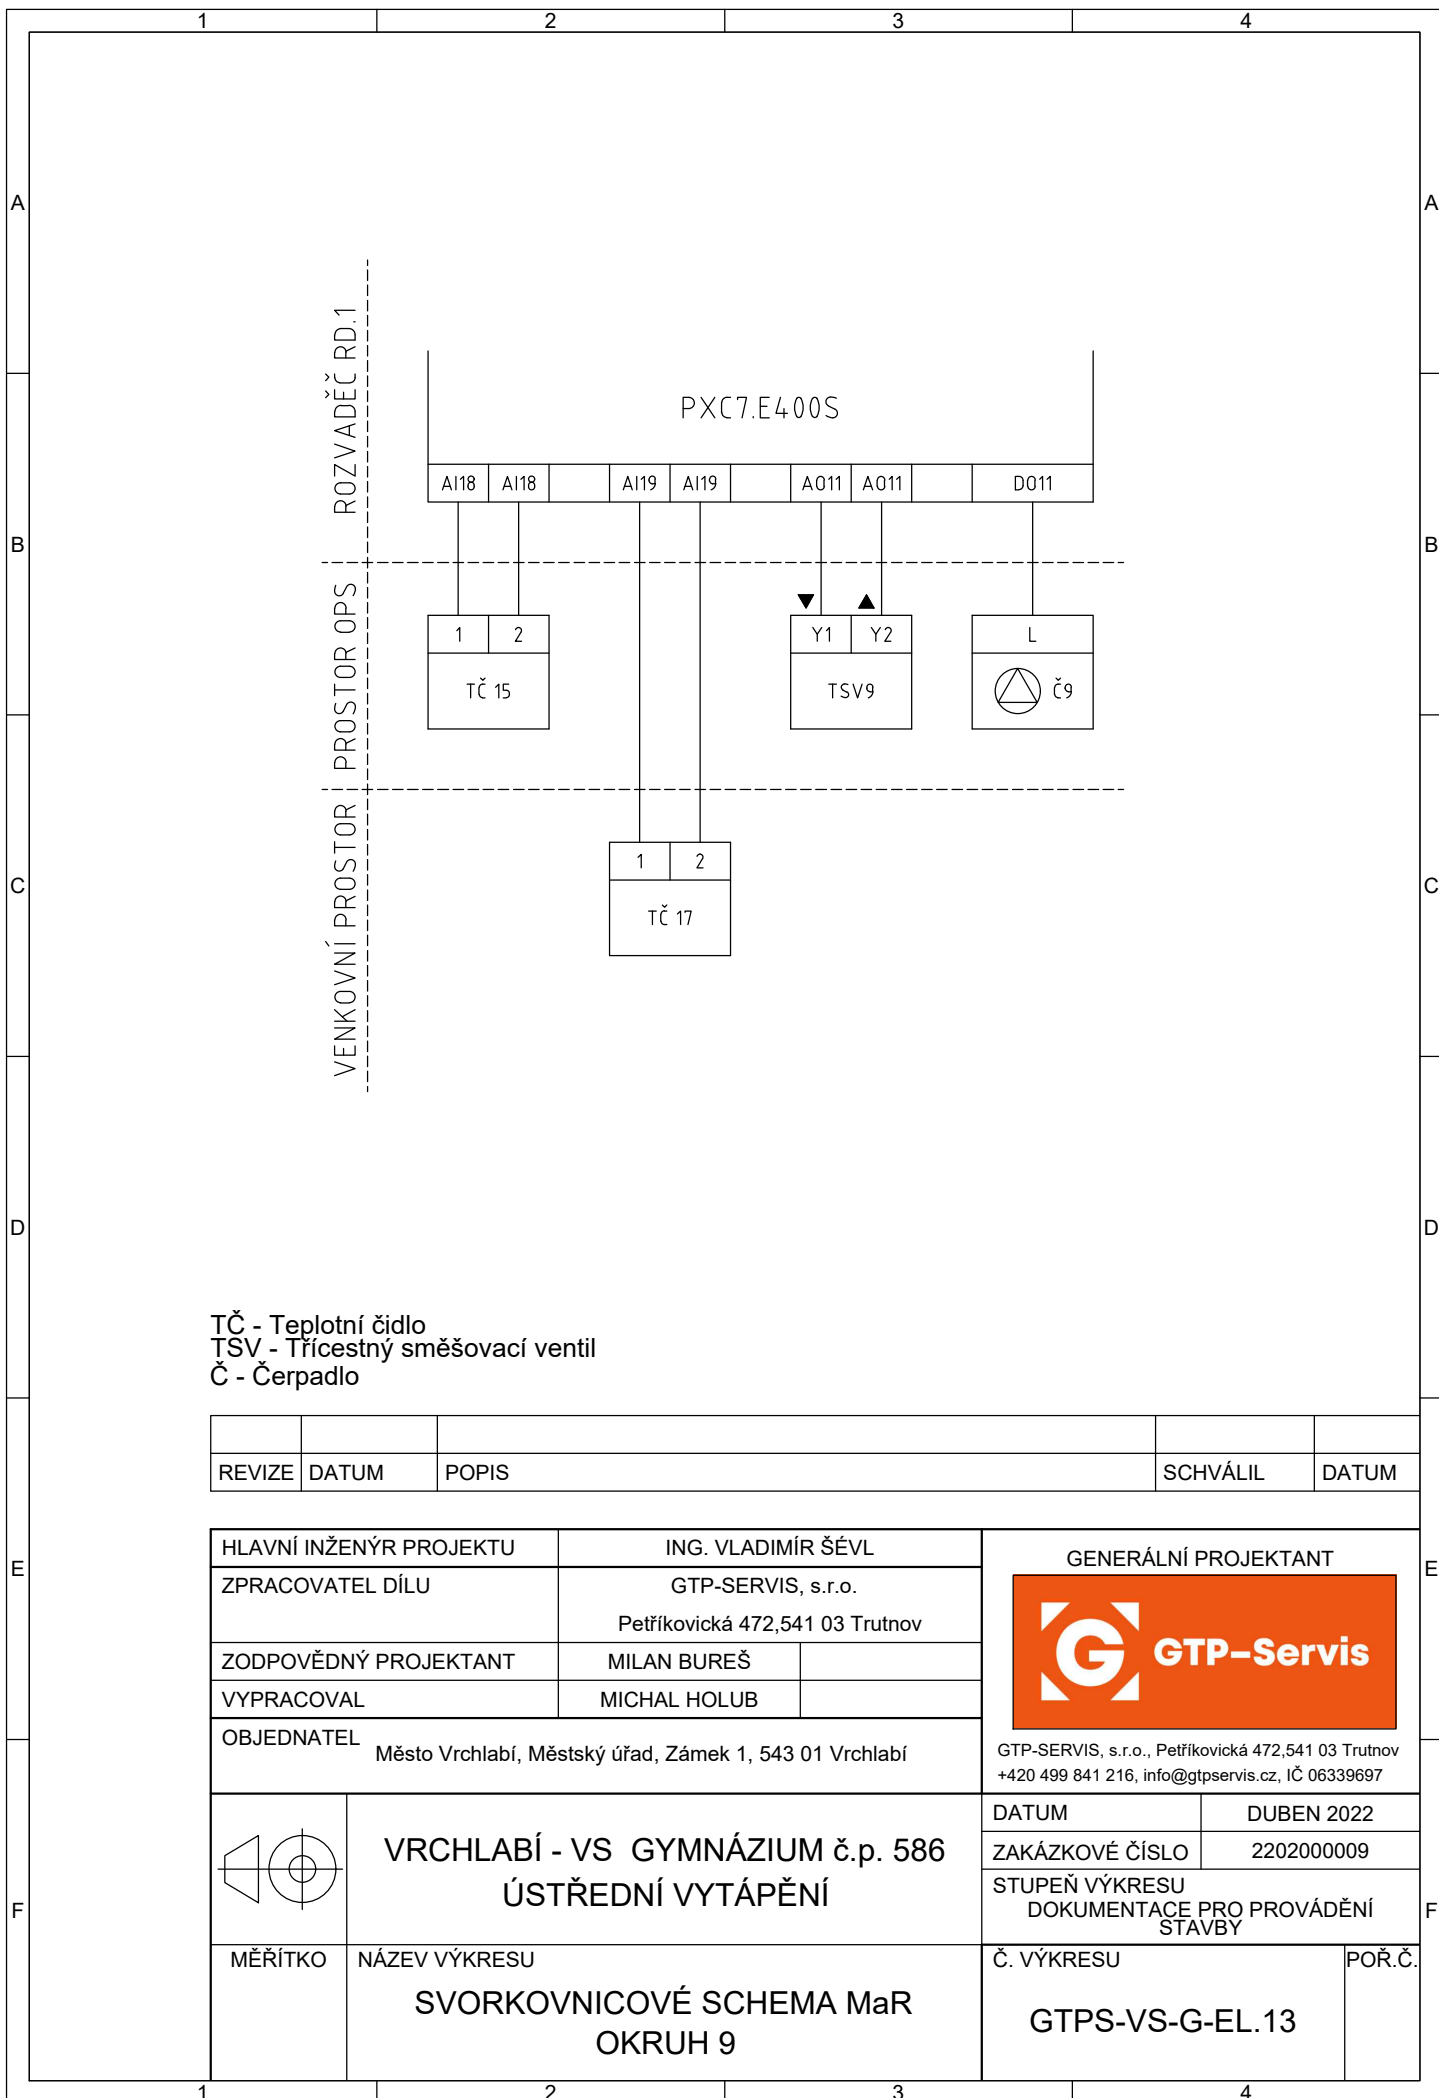 1 2 3 4
A A
ROZVADĚČ RD.1
PXC7.E400S
AI18 AI18 AI19 AI19 AO11 AO11 DO11
B B
PROSTOR OPS
1 2 Y1 Y2 L
TČ 15 TSV9 Č9
VENKOVNÍ PROSTOR
1 2
C C
TČ 17
D D
TČ - Teplotní čidlo
TSV - Třícestný směšovací ventil
Č - Čerpadlo
REVIZE DATUM POPIS SCHVÁLIL DATUM
E E
HLAVNÍ INŽENÝR PROJEKTU ING. VLADIMÍR ŠÉVL
ZPRACOVATEL DÍLU GTP-SERVIS, s.r.o.
Petříkovická 472,541 03 Trutnov
ZODPOVĚDNÝ PROJEKTANT MILAN BUREŠ
VYPRACOVAL MICHAL HOLUB
OBJEDNATEL Město Vrchlabí, Městský úřad, Zámek 1, 543 01 Vrchlabí
GENERÁLNÍ PROJEKTANT
G GTP-Servis
GTP-SERVIS, s.r.o., Petříkovická 472,541 03 Trutnov
+420 499 841 216, info@gtpservis.cz, IČ 06339697
VRCHLABÍ - VS GYMNÁZIUM č.p. 586
ÚSTŘEDNÍ VYTÁPĚNÍ
DATUM DUBEN 2022
ZAKÁZKOVÉ ČÍSLO 2202000009
STUPEŇ VÝKRESU
DOKUMENTACE PRO PROVÁDĚNÍ
STAVBY
F F
MĚŘÍTKO NÁZEV VÝKRESU
SVORKOVNICOVÉ SCHEMA MaR
OKRUH 9
Č. VÝKRESU POŘ.Č.
GTPS-VS-G-EL.13
1 2 3 4